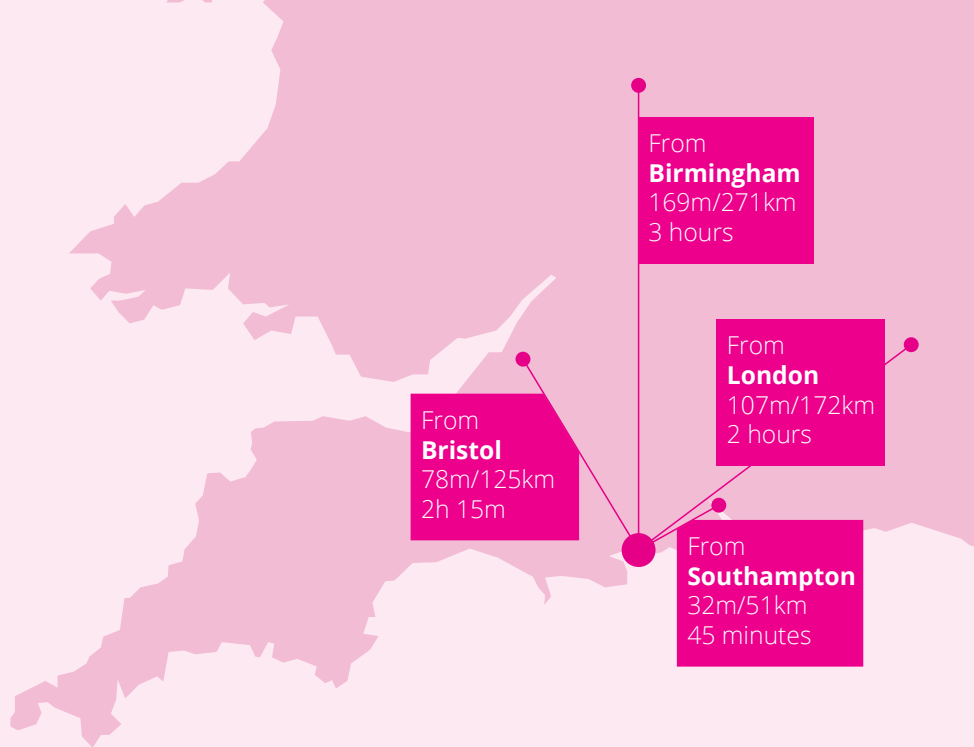 From
Birmingham
169m/271km
3 hours
From
London
107m/172km
2 hours
From
Bristol
78m/125km
2h 15m
From
Southampton
32m/51km
45 minutes